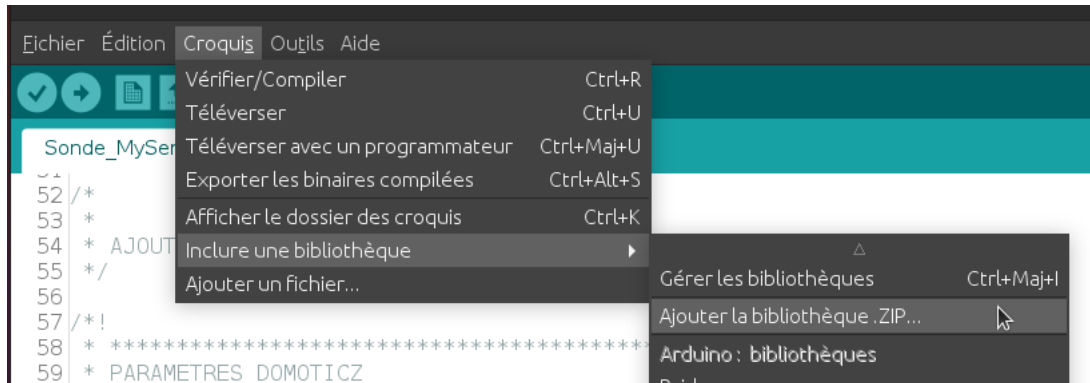 Fichier Édition Croquis Outils Aide
Vérifier/Compiler Ctrl+R
Téléverser Ctrl+U
Sonde_MySer
Téléverser avec un programmateur Ctrl+Maj+U
Exporter les binaires compilées Ctrl+Alt+S
52 /*
Afficher le dossier des croquis Ctrl+K
53 *
54 * AJOUT
Inclure une bibliothèque
55 */
Ajouter un fichier...
Gérer les bibliothèques Ctrl+Maj+I
56
57 /*!
Ajouter la bibliothèque .ZIP...
58 * ****************************************
Arduino : bibliothèques
59 * PARAMETRES DOMOTICZ